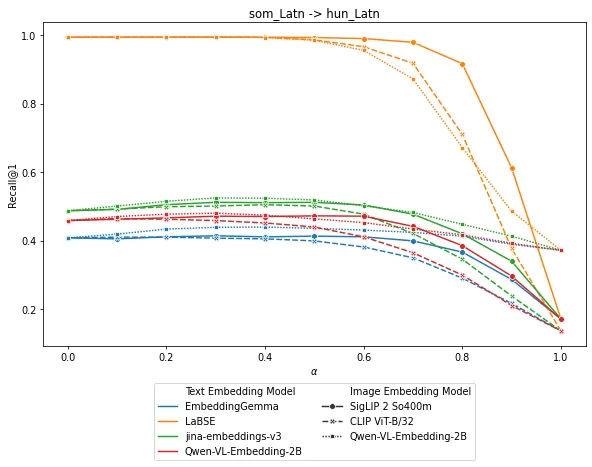 som_Latn -> hun_Latn
Recall@1
1.0
0.8
0.6
0.4
0.2
0.0 0.2 0.4 0.6 0.8 1.0
α
Text Embedding Model Image Embedding Model
EmbeddingGemma SigLIP 2 So400m
LaBSE CLIP ViT-B/32
jina-embeddings-v3 Qwen-VL-Embedding-2B
Qwen-VL-Embedding-2B